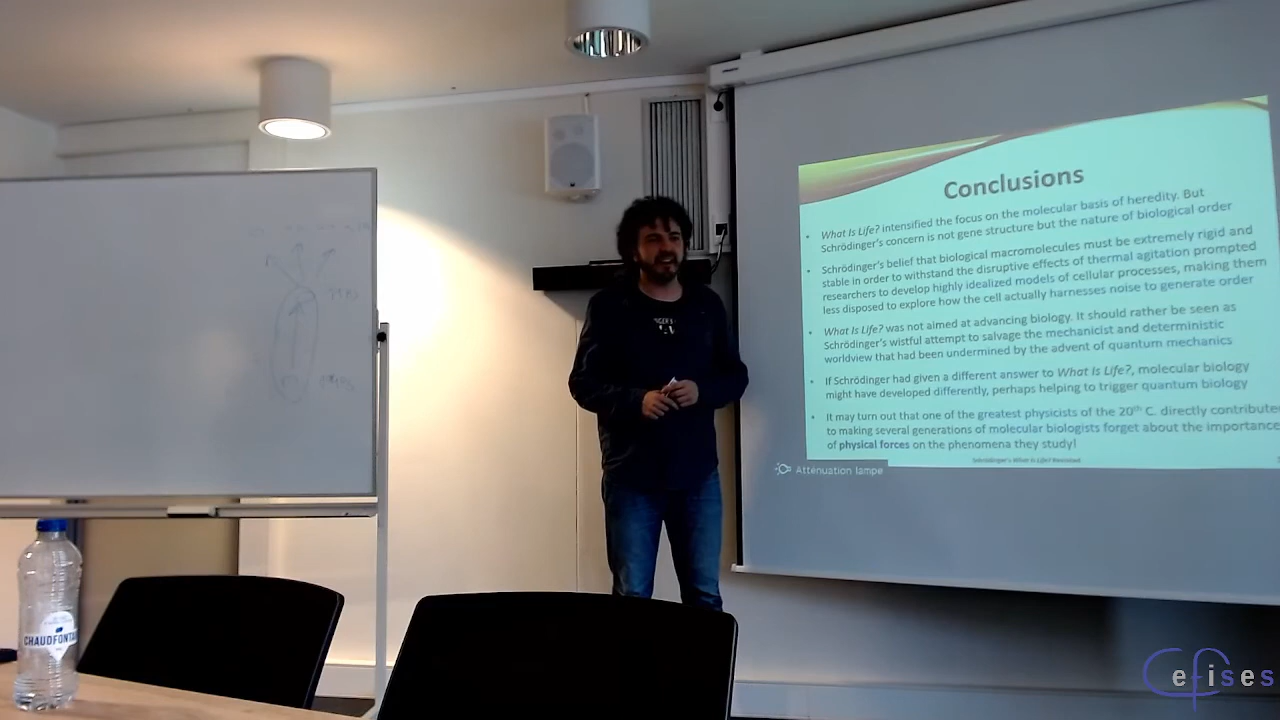 Conclusions
What Is Life? intensified the focus on the molecular basis of heredity. But
Schrödinger's concern is not gene structure but the nature of biological order
Schrödinger's belief that biological macromolecules must be extremely rigid and
stable in order to withstand the disruptive effects of thermal agitation prompted
researchers to develop highly idealized models of cellular processes, making them
less disposed to explore how the cell actually harnesses noise to generate order
What Is Life? was not aimed at advancing biology. It should rather be seen as
Schrödinger's wistful attempt to salvage the mechanicist and deterministic
worldview that had been undermined by the advent of quantum mechanics
If Schrödinger had given a different answer to What Is Life?, molecular biology
might have developed differently, perhaps helping to trigger quantum biology
It may turn out that one of the greatest physicists of the 20th C. directly contribute
to making several generations of molecular biologists forget about the importance
of physical forces on the phenomena they study!
Schrödinger's What Is Life? Revisited
Atténuation lampe
CHAUDFONTA
efises